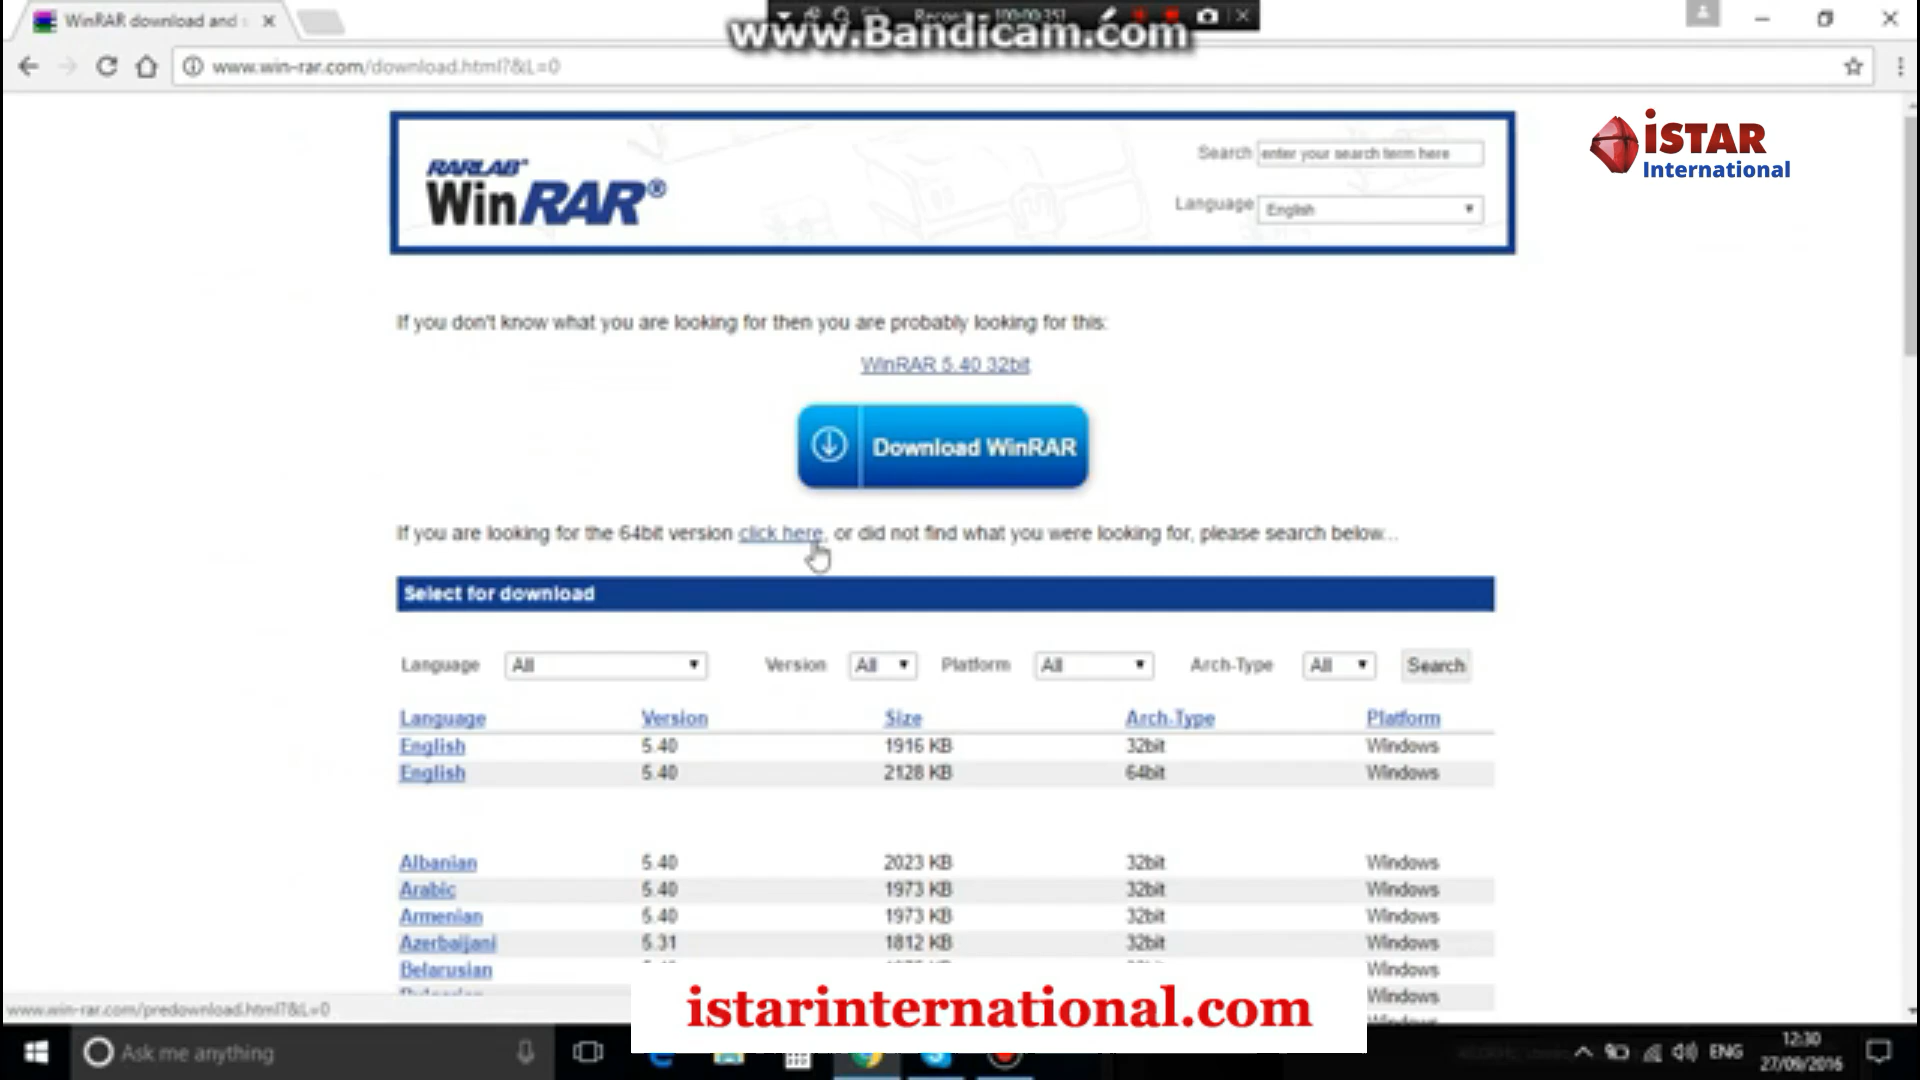 WinRAR download and
www.Bandicam.com
www.win-rar.com/download.html?&L=0
RARLAB®
WinRAR®
Search enter your search term here
Language English
iSTAR
International
If you don't know what you are looking for then you are probably looking for this:
WinRAR 5.40 32bit
Download WinRAR
If you are looking for the 64bit version click here, or did not find what you were looking for, please search below...
Select for download
Language All Version All Platform All Arch-Type All Search
Language Version Size Arch-Type Platform
English 5.40 1916 KB 32bit Windows
English 5.40 2128 KB 64bit Windows
Albanian 5.40 2023 KB 32bit Windows
Arabic 5.40 1973 KB 32bit Windows
Armenian 5.40 1973 KB 32bit Windows
Azerbaijani 5.31 1812 KB 32bit Windows
Belarusian Windows
Windows
www.win-rar.com/predownload.html?&L=0
istarinternational.com
Ask me anything
ENG
12:30
27/09/2016